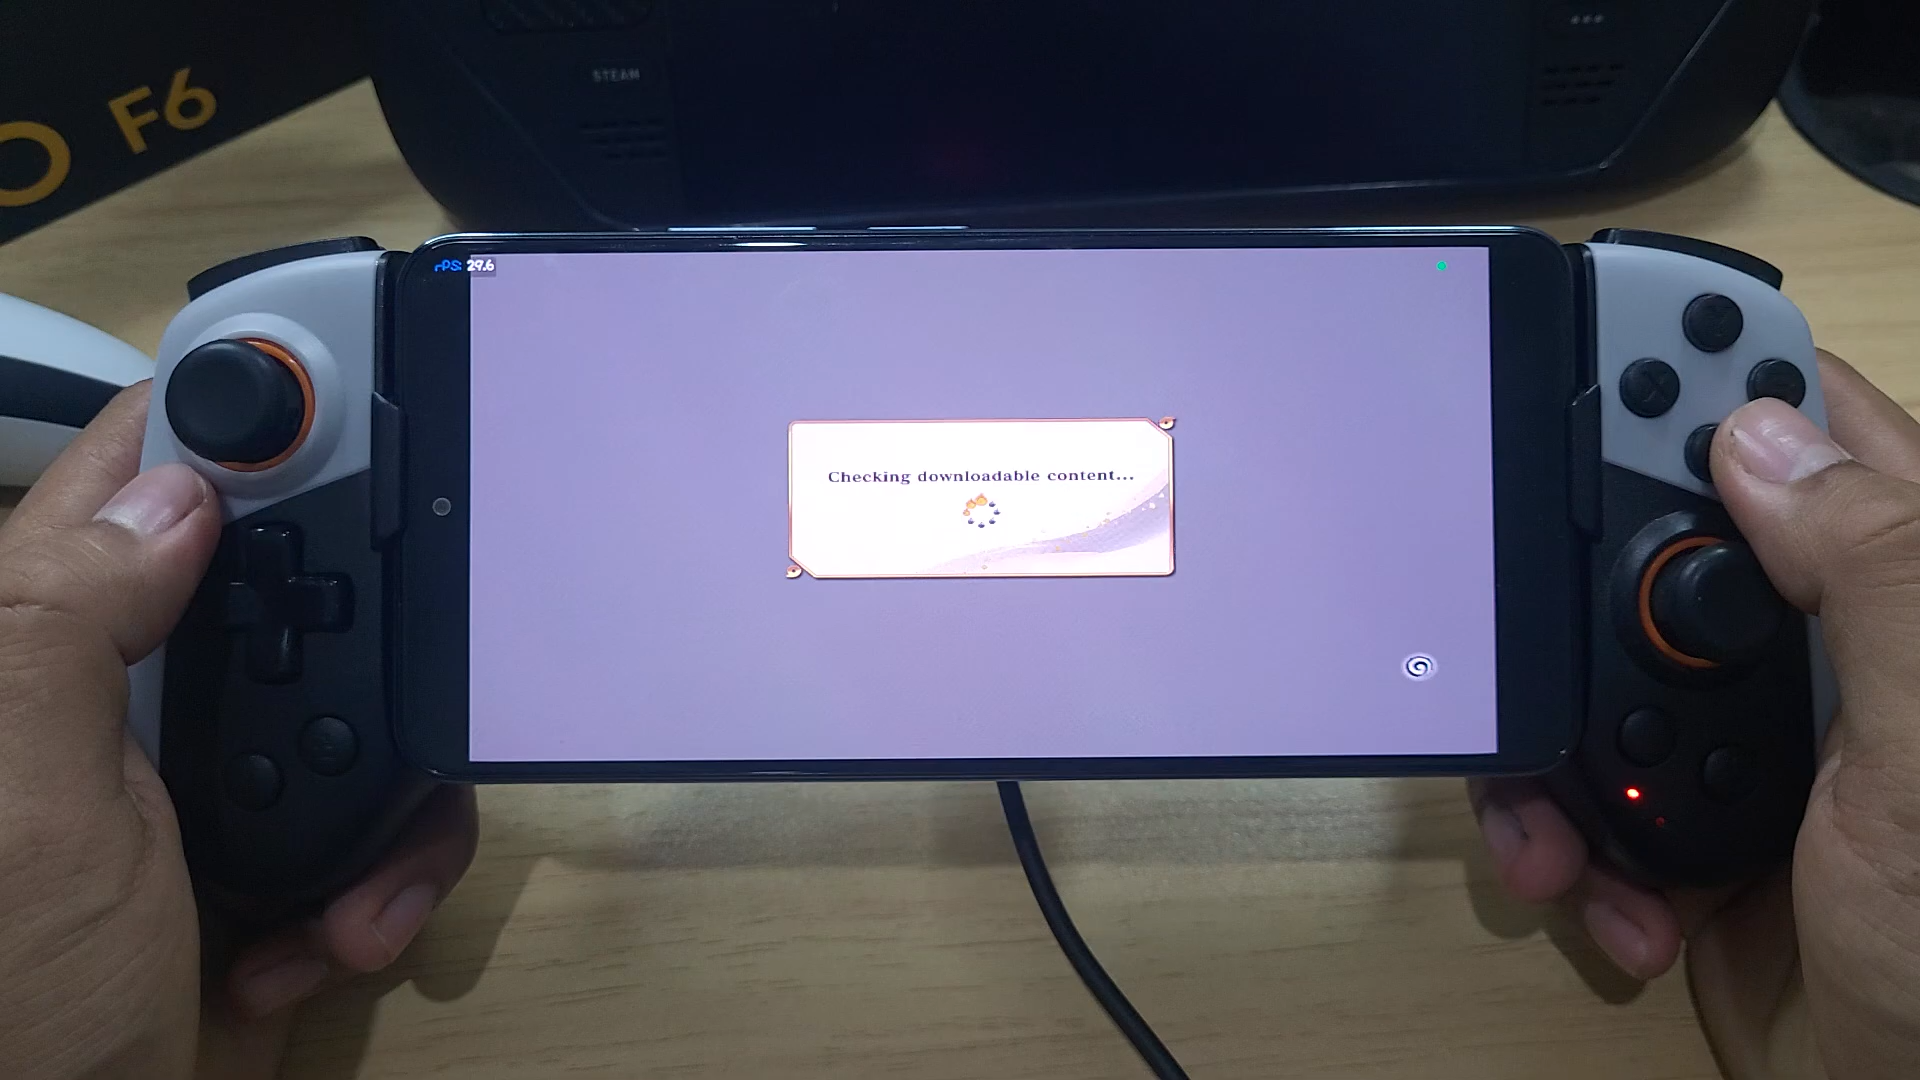 STEAM
O F6
FPS: 29.6
Checking downloadable content...
X